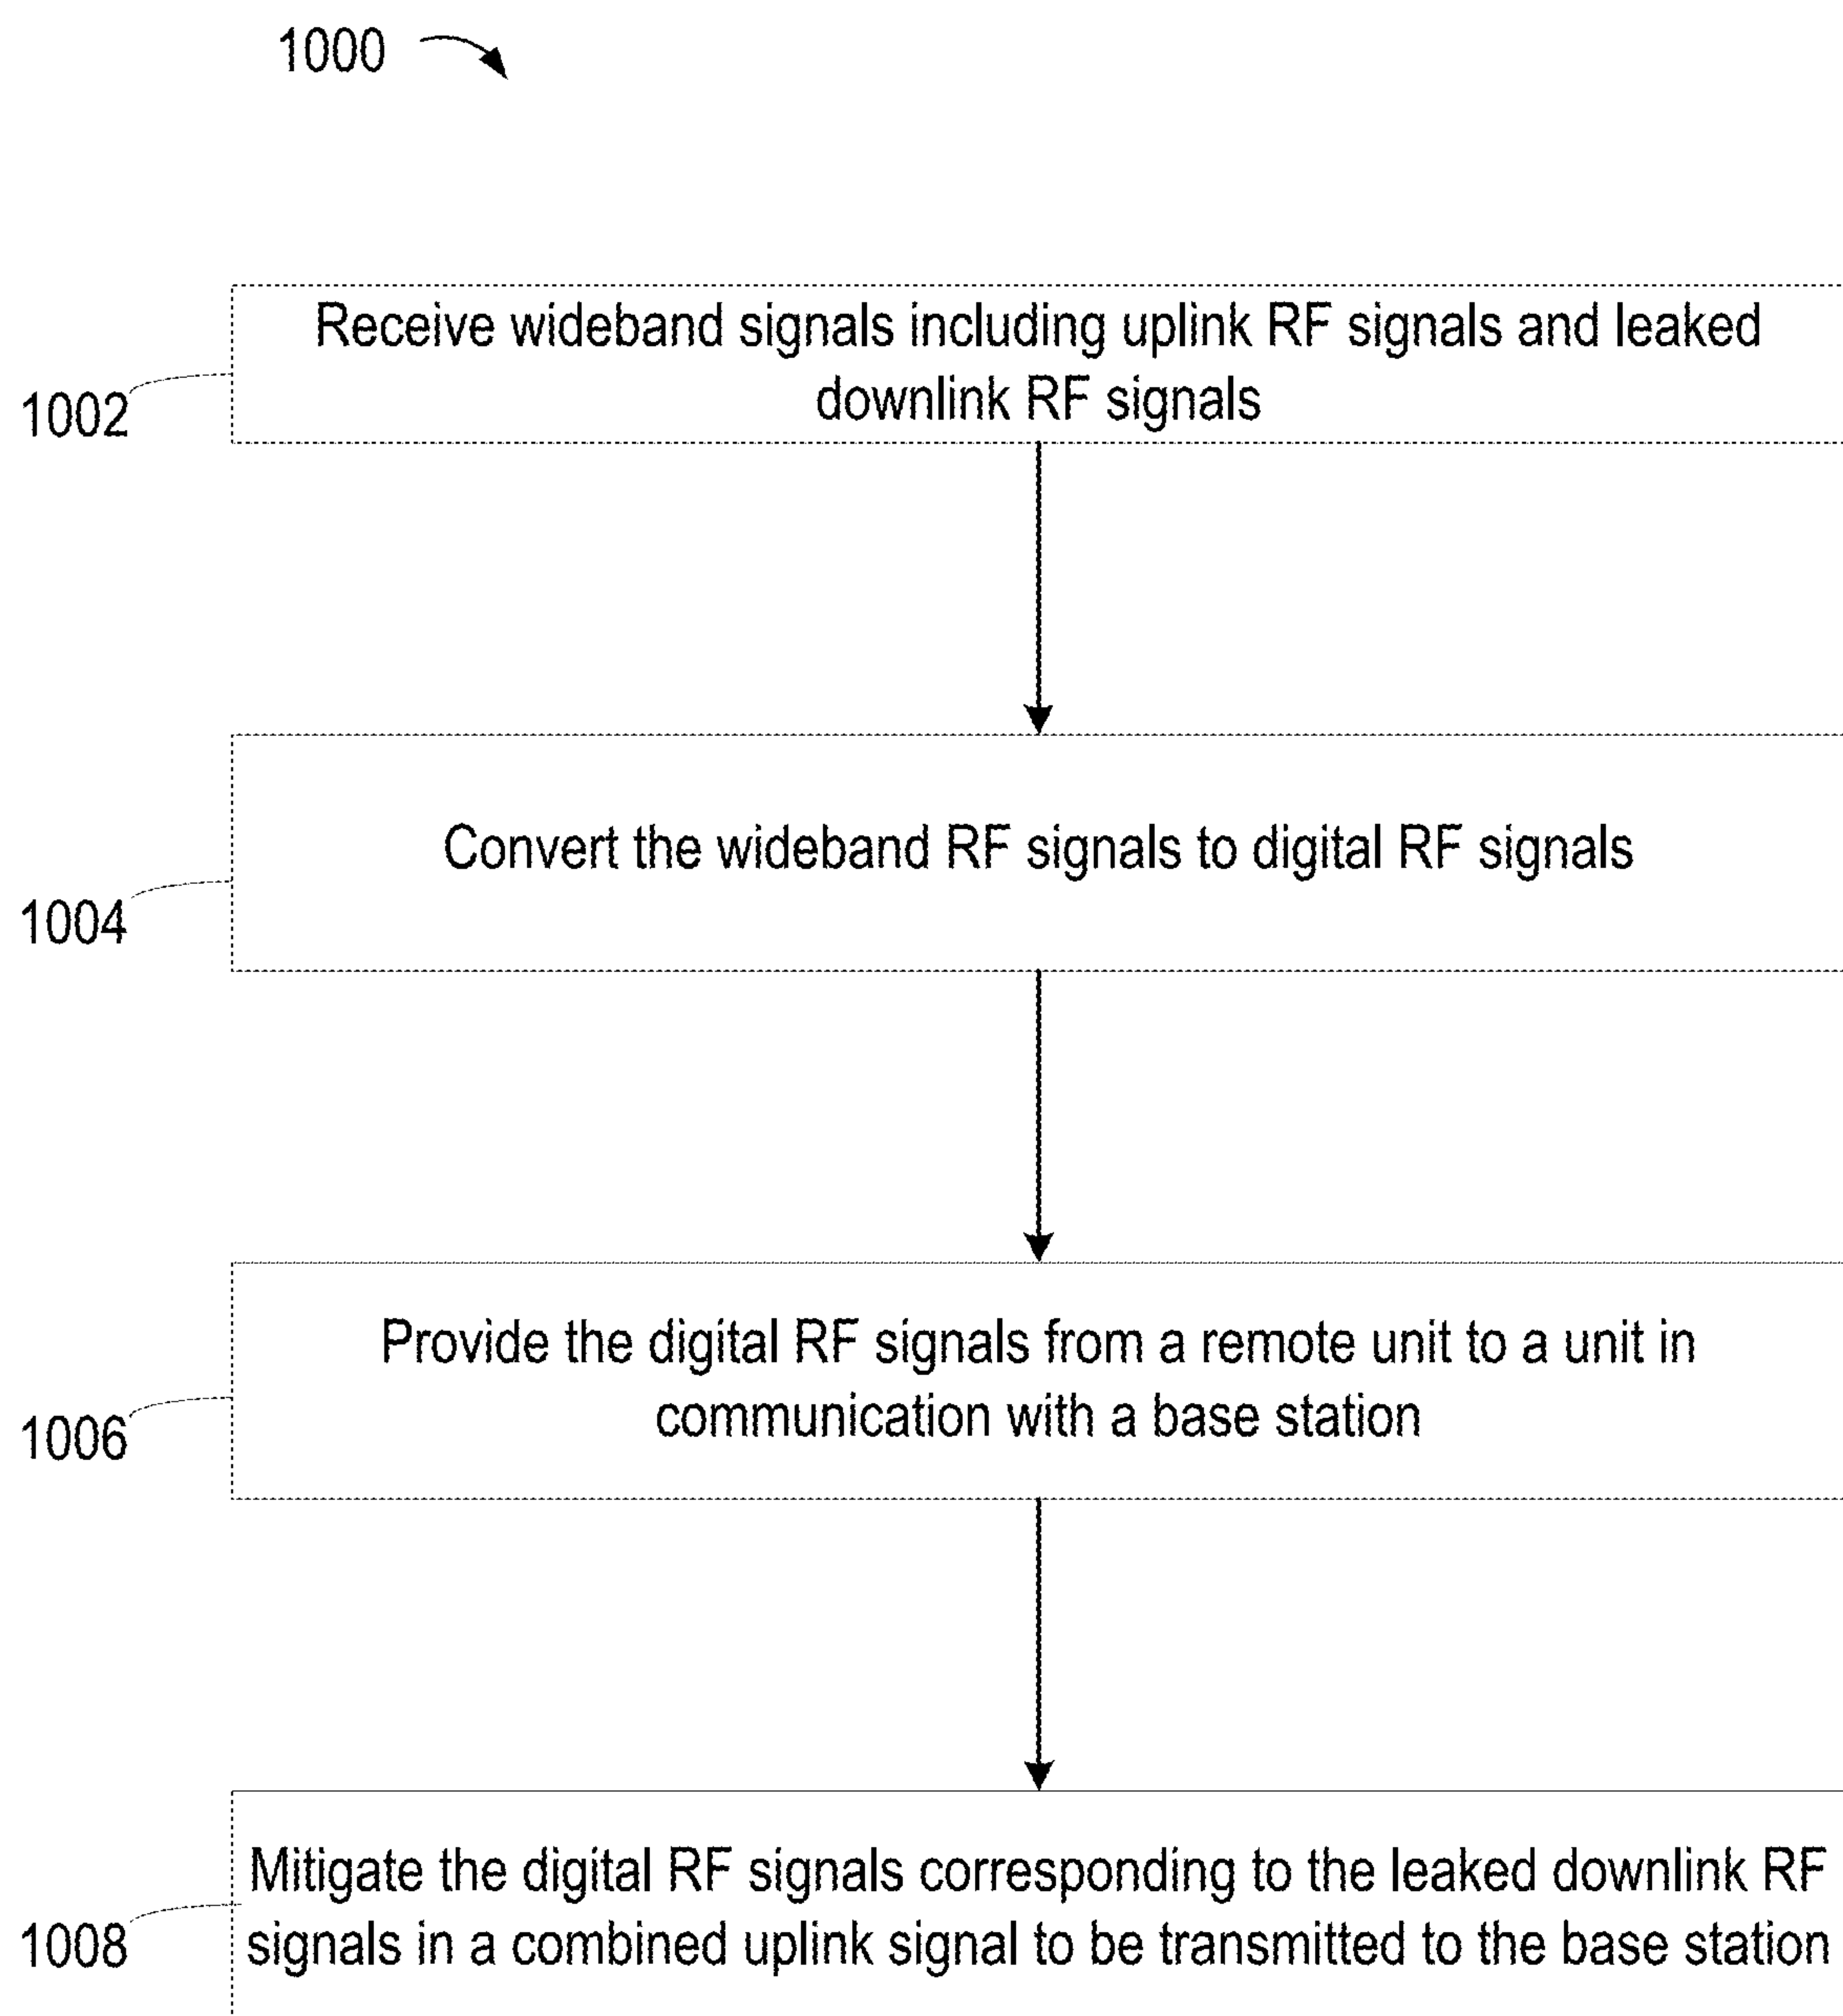 1000
Receive wideband signals including uplink RF signals and leaked
downlink RF signals
1002
Convert the wideband RF signals to digital RF signals
1004
Provide the digital RF signals from a remote unit to a unit in
communication with a base station
1006
Mitigate the digital RF signals corresponding to the leaked downlink RF
signals in a combined uplink signal to be transmitted to the base station
1008